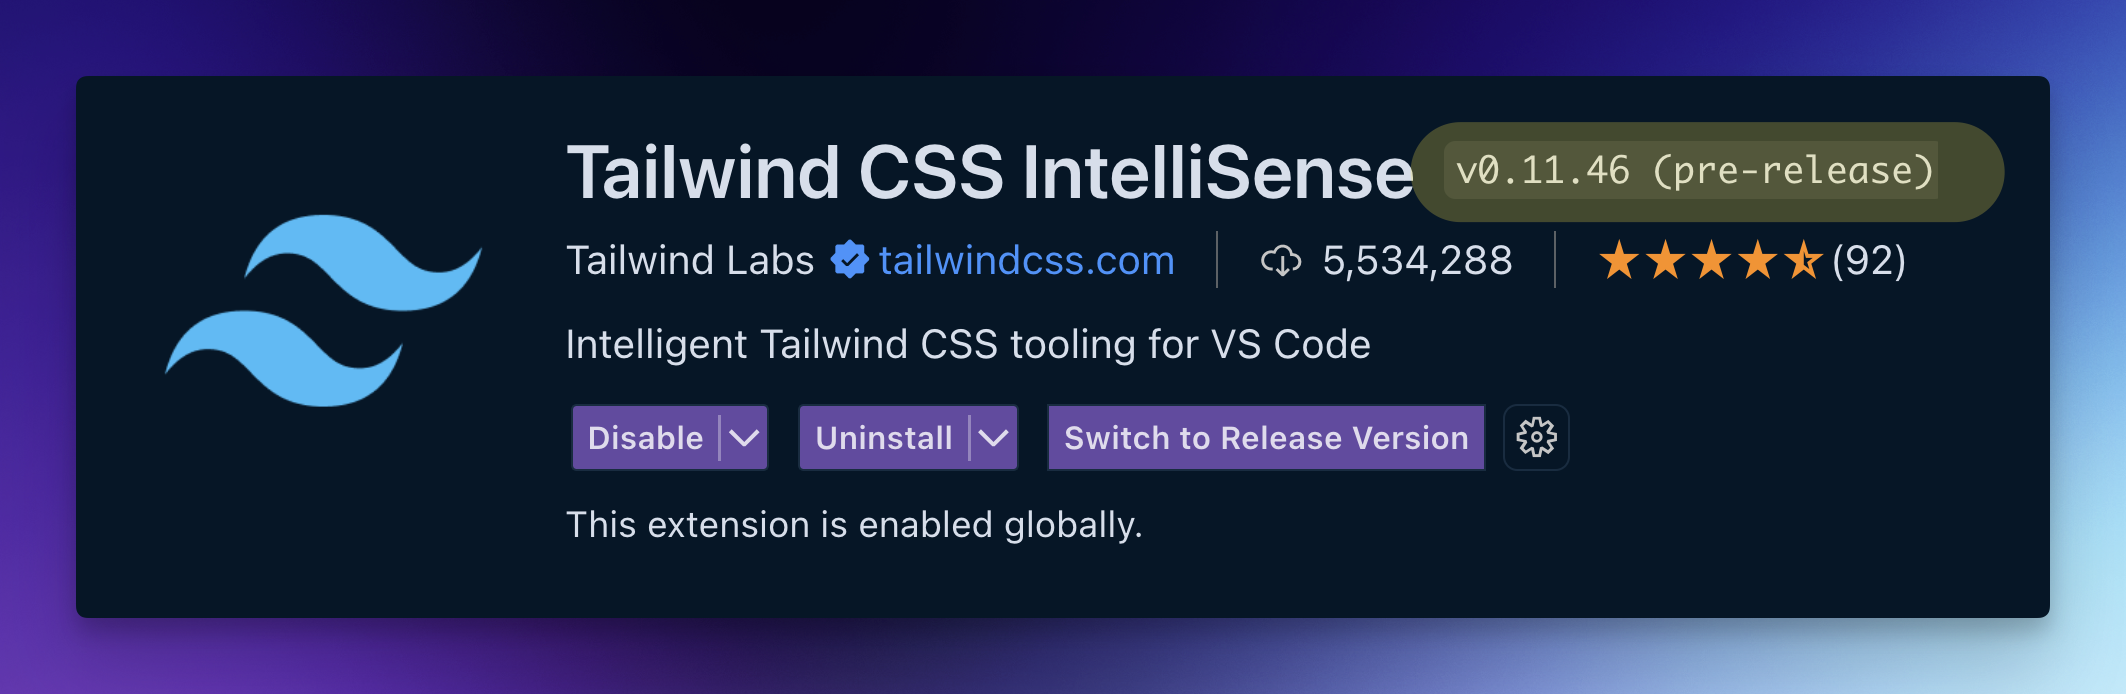 Tailwind CSS IntelliSense v0.11.46 (pre-release)
Tailwind Labs tailwindcss.com 5,534,288 (92)
Intelligent Tailwind CSS tooling for VS Code
Disable Uninstall Switch to Release Version
This extension is enabled globally.